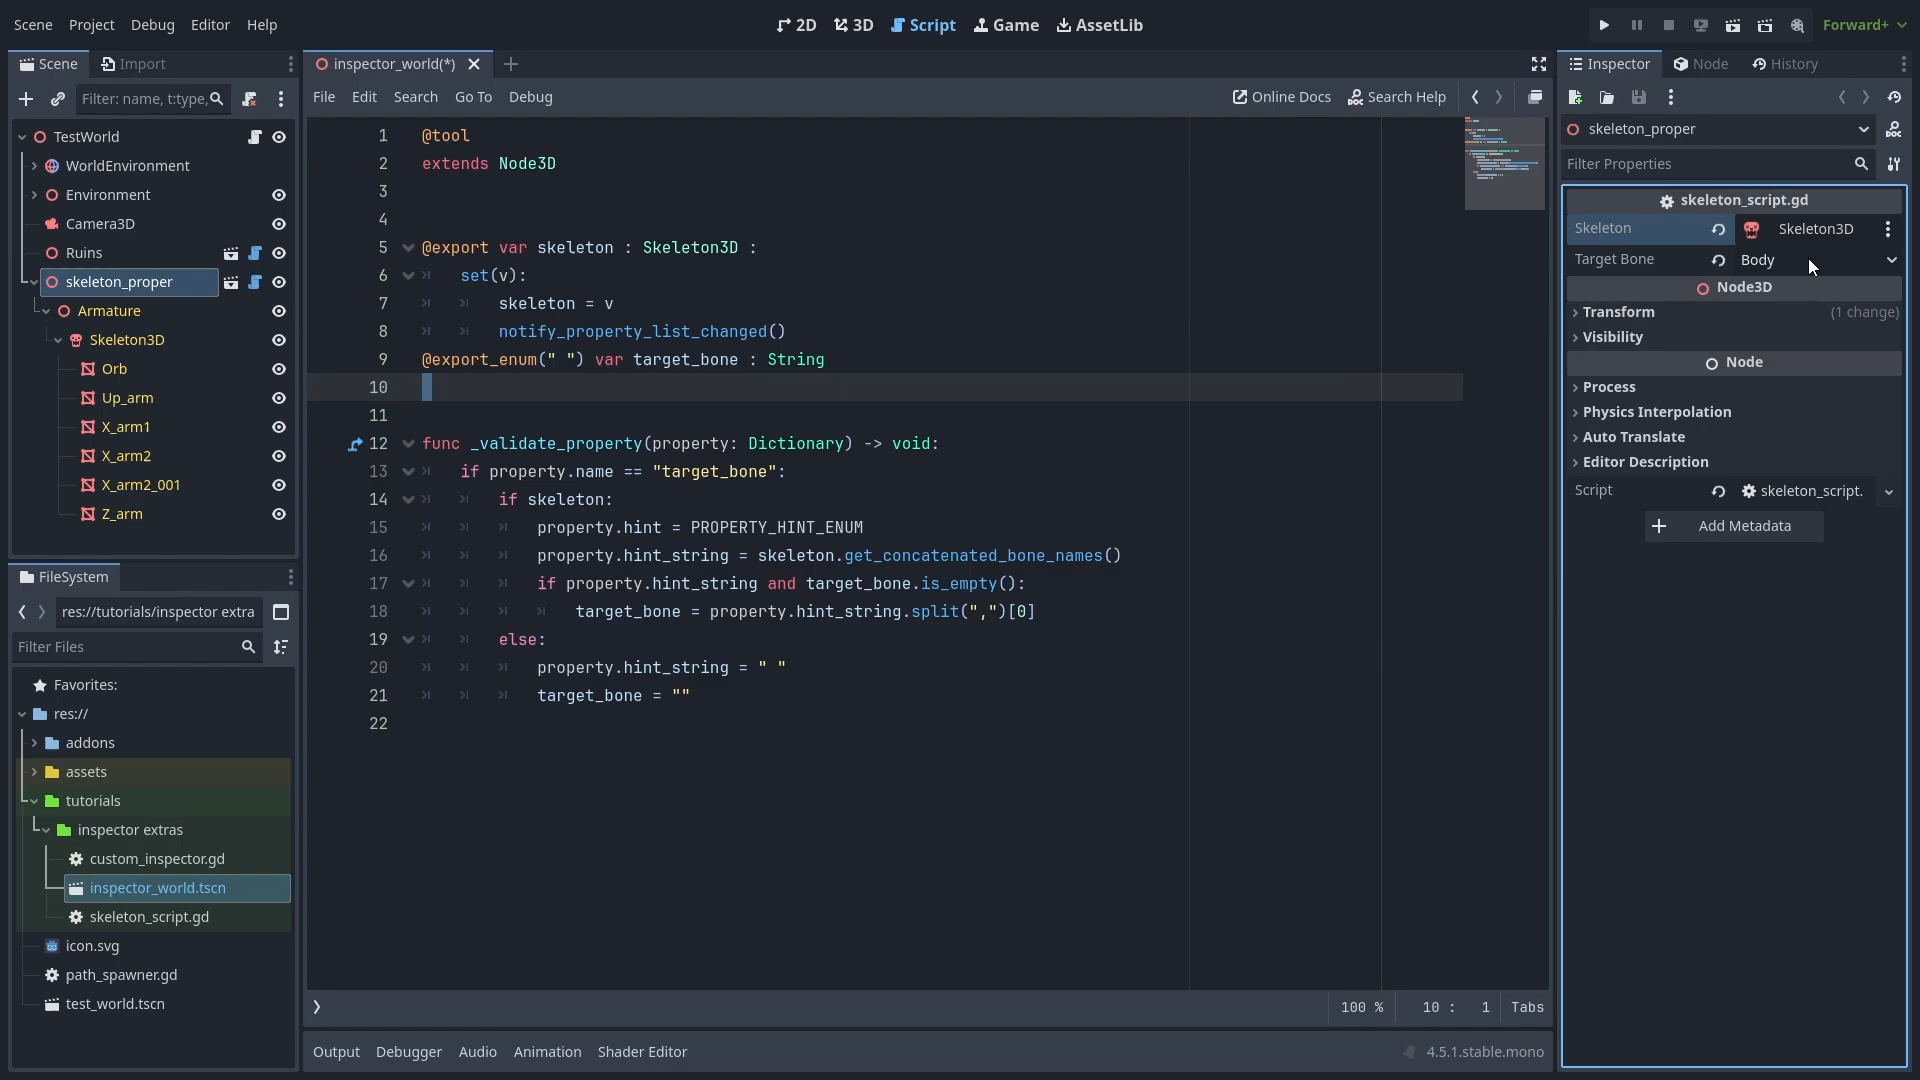 Scene Project Debug Editor Help
2D 3D Script Game AssetLib
Forward+
Scene Import
Filter: name, t:type,
TestWorld
WorldEnvironment
Environment
Camera3D
Ruins
skeleton_proper
Armature
Skeleton3D
Orb
Up_arm
X_arm1
X_arm2
X_arm2_001
Z_arm
FileSystem
res://tutorials/inspector extra
Filter Files
Favorites:
res://
addons
assets
tutorials
inspector extras
custom_inspector.gd
inspector_world.tscn
skeleton_script.gd
icon.svg
path_spawner.gd
test_world.tscn
inspector_world(*)
File Edit Search Go To Debug
Online Docs Search Help
1 @tool
2 extends Node3D
3
4
5 @export var skeleton : Skeleton3D :
6 set(v):
7 skeleton = v
8 notify_property_list_changed()
9 @export_enum(" ") var target_bone : String
10
11
12 func _validate_property(property: Dictionary) -> void:
13 if property.name == "target_bone":
14 if skeleton:
15 property.hint = PROPERTY_HINT_ENUM
16 property.hint_string = skeleton.get_concatenated_bone_names()
17 if property.hint_string and target_bone.is_empty():
18 target_bone = property.hint_string.split(",")[0]
19 else:
20 property.hint_string = " "
21 target_bone = ""
22
100 % 10 : 1 Tabs
Output Debugger Audio Animation Shader Editor
4.5.1.stable.mono
Inspector Node History
skeleton_proper
Filter Properties
skeleton_script.gd
Skeleton Skeleton3D
Target Bone Body
Node3D
Transform (1 change)
Visibility
Node
Process
Physics Interpolation
Auto Translate
Editor Description
Script skeleton_script.
Add Metadata